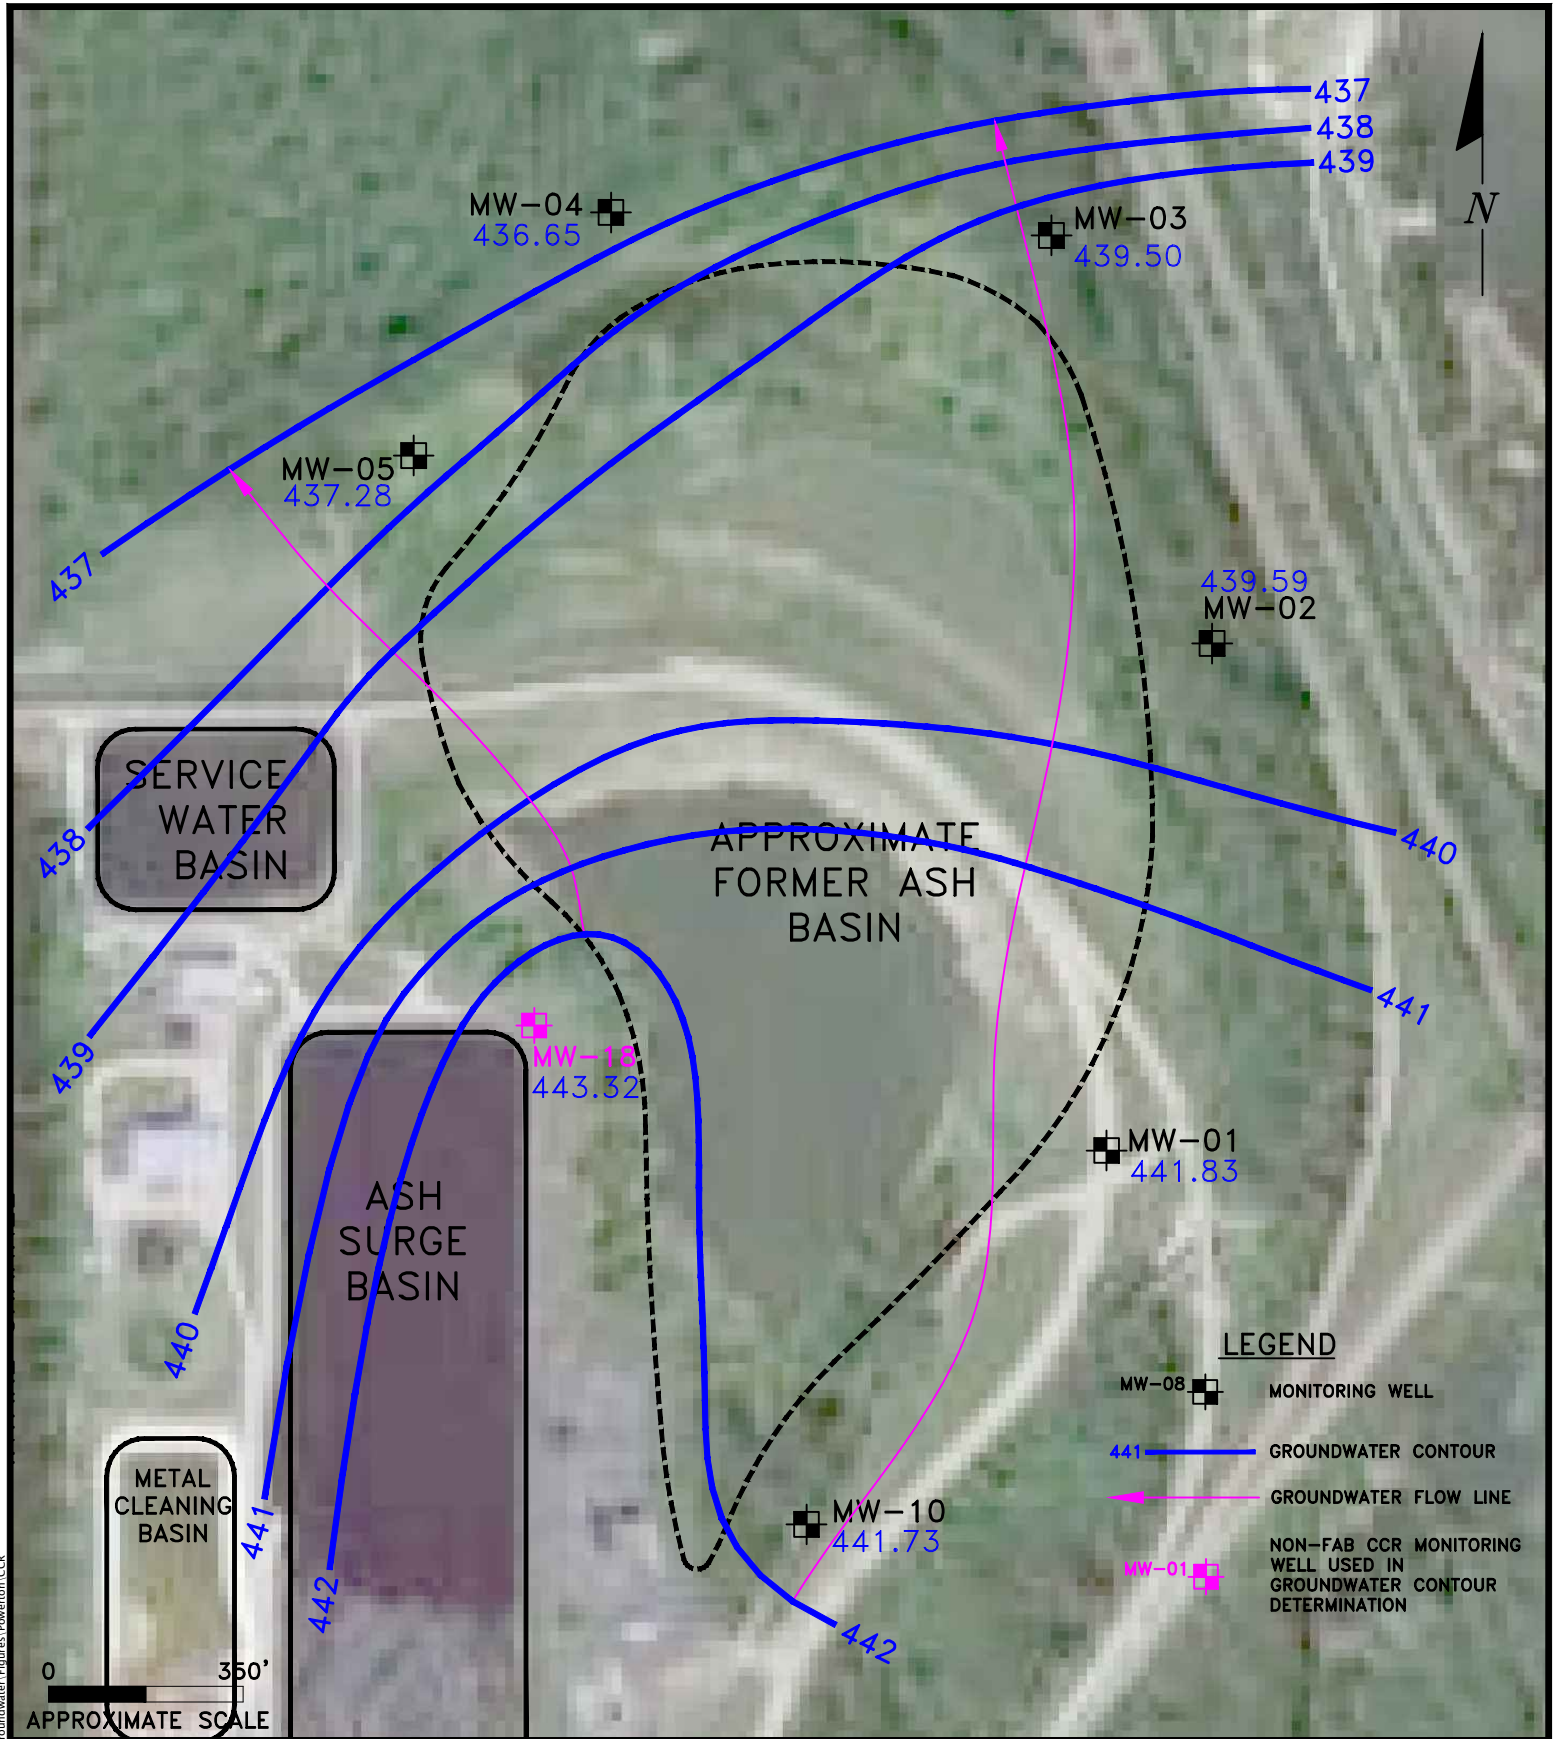 437
438
439
N
MW-04
436.65
MW-03
439.50
MW-05
437.28
437
439.59
MW-02
SERVICE
WATER
BASIN
438
440
APPROXIMATE
FORMER ASH
BASIN
441
439
MW-18
443.32
MW-01
441.83
ASH
SURGE
BASIN
440
LEGEND
MW-08
MONITORING WELL
441
GROUNDWATER CONTOUR
GROUNDWATER FLOW LINE
MW-01
NON-FAB CCR MONITORING
WELL USED IN
GROUNDWATER CONTOUR
DETERMINATION
METAL
CLEANING
BASIN
441
MW-10
441.73
442
442
0 350'
APPROXIMATE SCALE